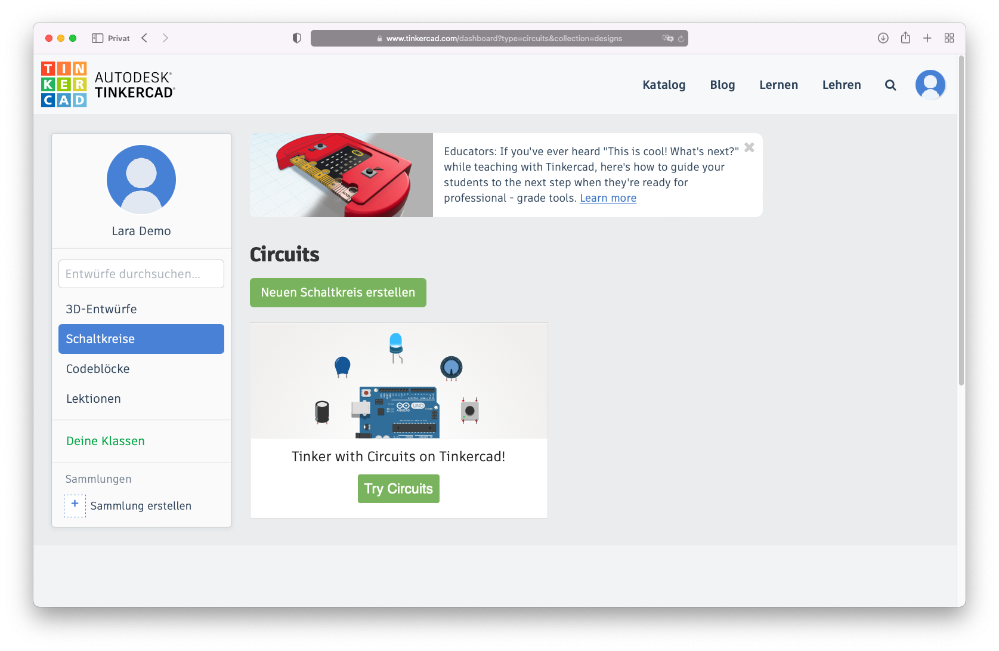 Privat
www.tinkercad.com/dashboard?type=circuits&collection=designs
TINKERCAD
AUTODESK®
TINKERCAD®
Katalog
Blog
Lernen
Lehren
Lara Demo
Entwürfe durchsuchen...
3D-Entwürfe
Schaltkreise
Codeblöcke
Lektionen
Deine Klassen
Sammlungen
+ Sammlung erstellen
Educators: If you've ever heard "This is cool! What's next?"
while teaching with Tinkercad, here's how to guide your
students to the next step when they're ready for
professional - grade tools. Learn more
Circuits
Neuen Schaltkreis erstellen
UNO
Tinker with Circuits on Tinkercad!
Try Circuits